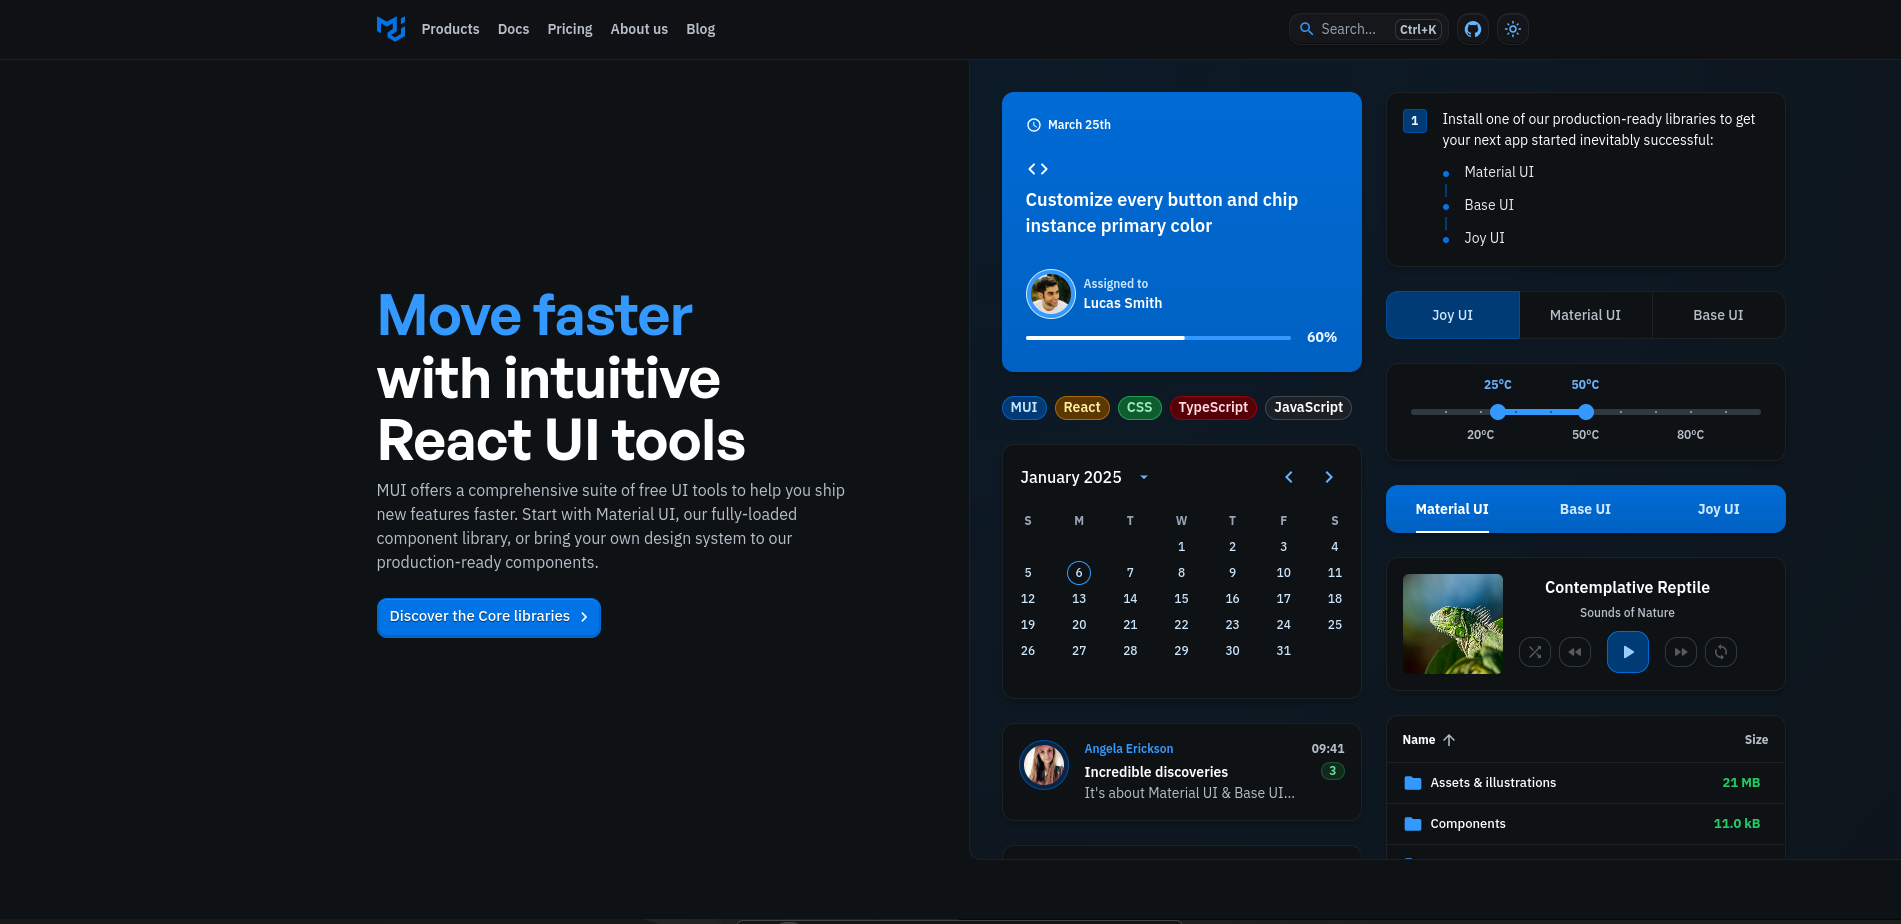 Products Docs Pricing About us Blog
Search... Ctrl+K
Move faster
with intuitive
React UI tools
MUI offers a comprehensive suite of free UI tools to help you ship
new features faster. Start with Material UI, our fully-loaded
component library, or bring your own design system to our
production-ready components.
Discover the Core libraries
March 25th
Customize every button and chip
instance primary color
Assigned to
Lucas Smith
60%
MUI React CSS TypeScript JavaScript
January 2025
S M T W T F S
1 2 3 4
5 6 7 8 9 10 11
12 13 14 15 16 17 18
19 20 21 22 23 24 25
26 27 28 29 30 31
Angela Erickson 09:41
Incredible discoveries 3
It's about Material UI & Base UI...
1 Install one of our production-ready libraries to get
your next app started inevitably successful:
Material UI
Base UI
Joy UI
Joy UI Material UI Base UI
25°C 50°C
20°C 50°C 80°C
Material UI Base UI Joy UI
Contemplative Reptile
Sounds of Nature
Name Size
Assets & illustrations 21 MB
Components 11.0 kB